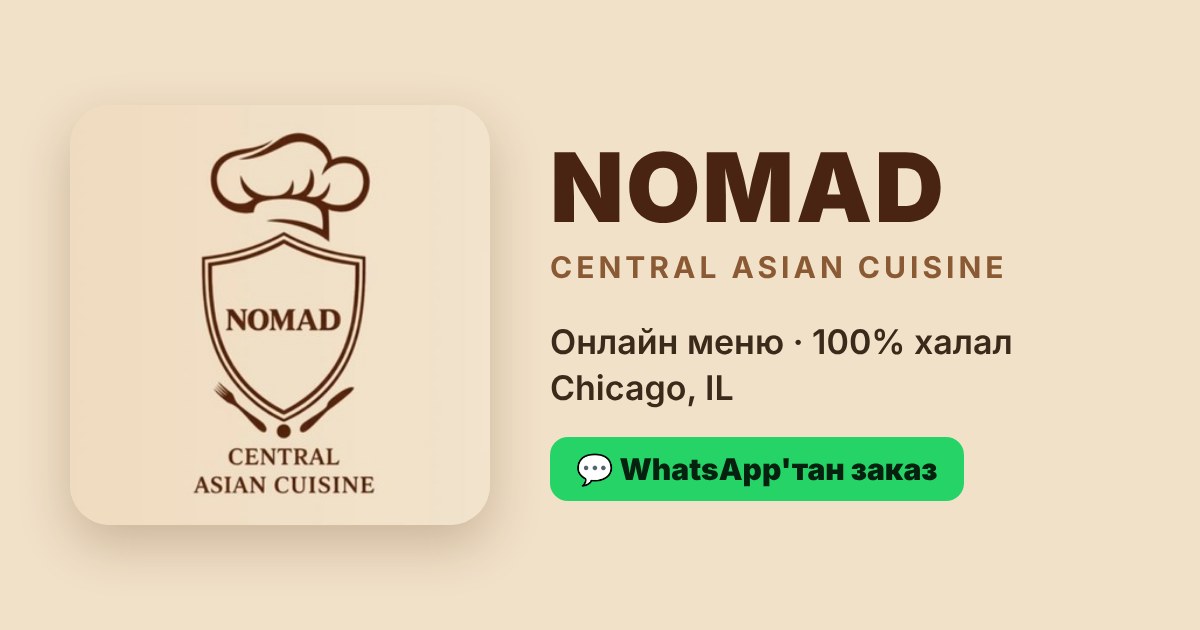 NOMAD
CENTRAL
ASIAN CUISINE
NOMAD
CENTRAL ASIAN CUISINE
Онлайн меню · 100% халал
Chicago, IL
💬 WhatsApp'тан заказ